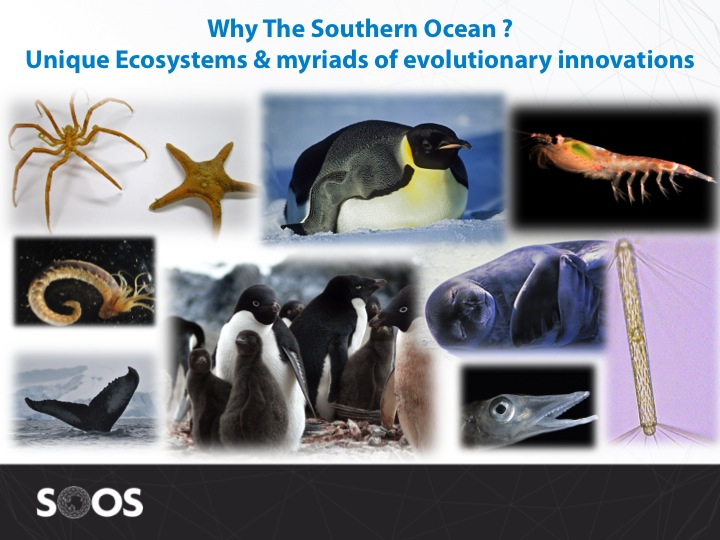 Why The Southern Ocean ?
Unique Ecosystems & myriads of evolutionary innovations
SOOS